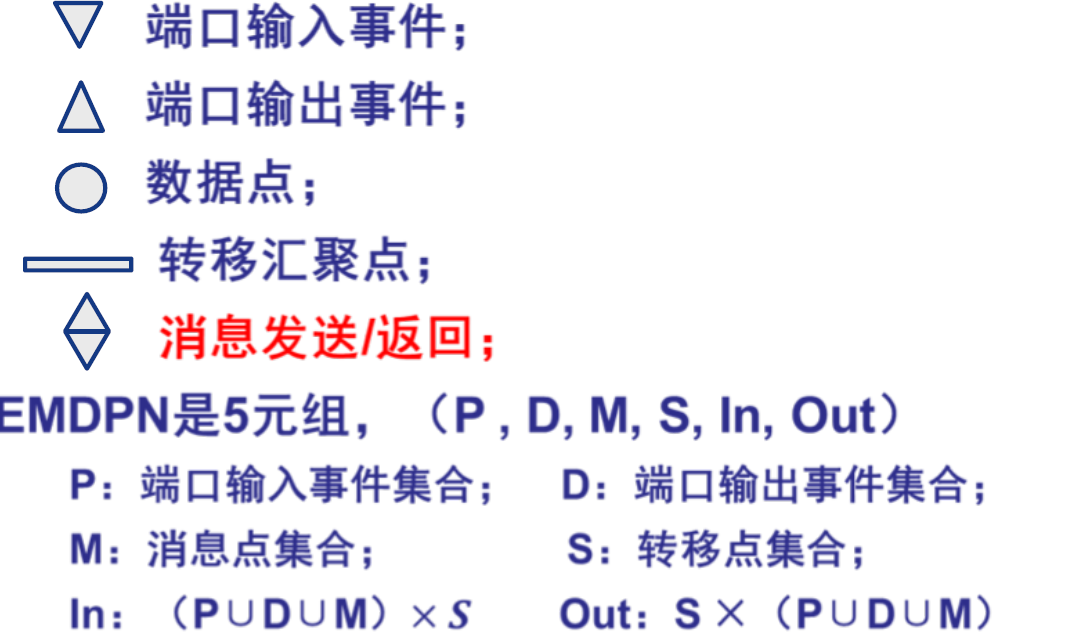 端口输入事件；
端口输出事件；
数据点；
转移汇聚点；
消息发送/返回；
EMDPN是5元组，（P , D, M, S, In, Out）
P：端口输入事件集合； D：端口输出事件集合；
M：消息点集合； S：转移点集合；
In：（P∪D∪M）×S Out：S×（P∪D∪M）